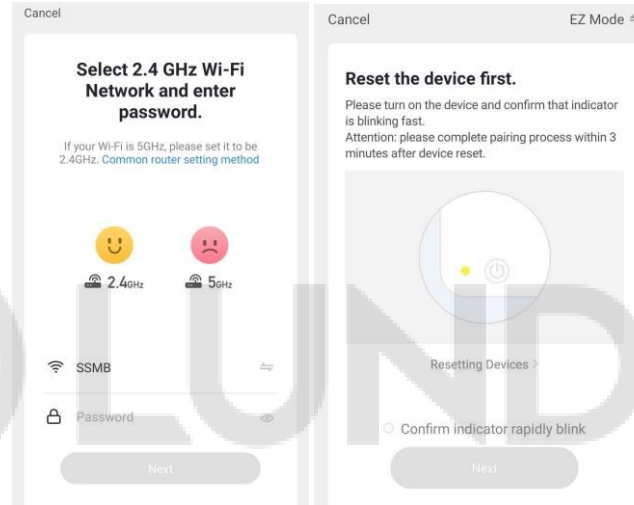 Cancel
Select 2.4 GHz Wi-Fi
Network and enter
password.
If your Wi-Fi is 5GHz, please set it to be
2.4GHz. Common router setting method
2.4GHz
5GHz
SSMB
Password
Next
Cancel
EZ Mode
Reset the device first.
Please turn on the device and confirm that indicator
is blinking fast.
Attention: please complete pairing process within 3
minutes after device reset.
Resetting Devices >
Confirm indicator rapidly blink
Next
LUND